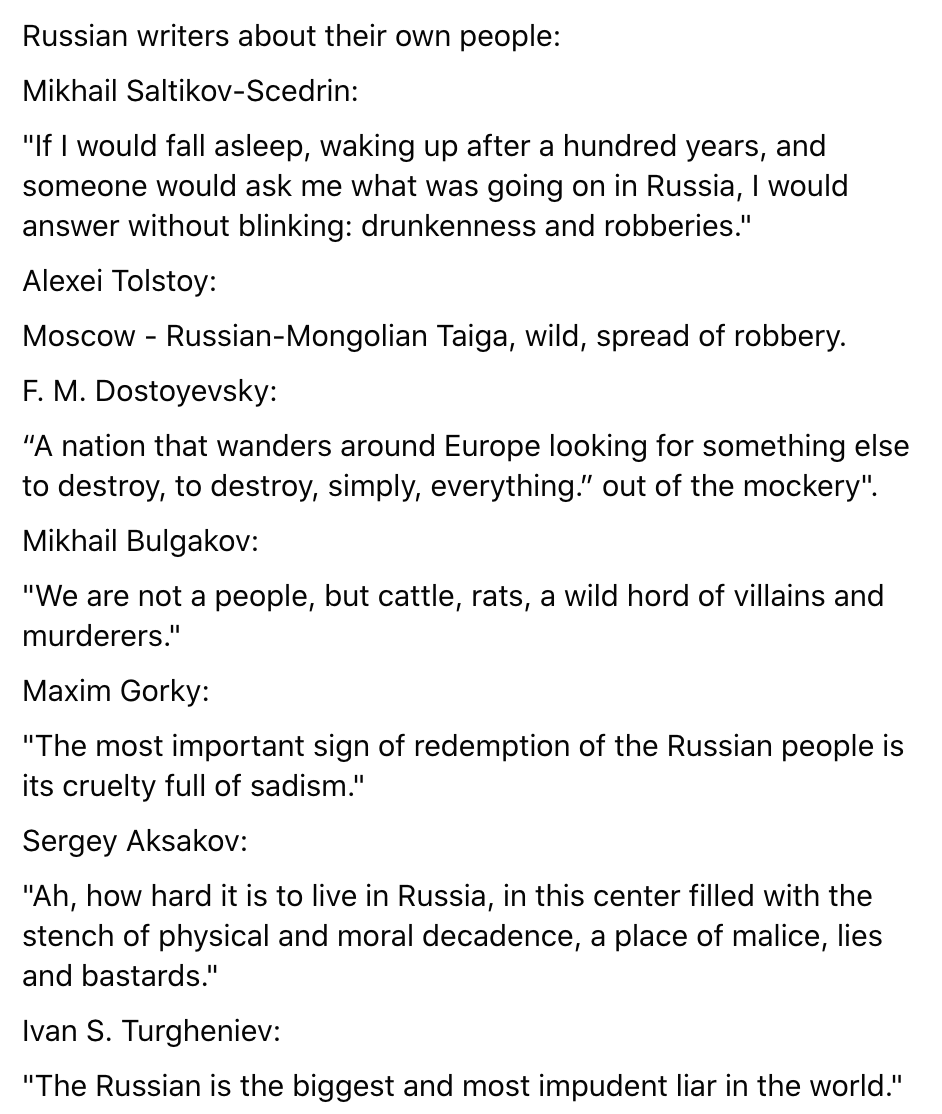 Russian writers about their own people:
Mikhail Saltikov-Scedrin:
"If I would fall asleep, waking up after a hundred years, and
someone would ask me what was going on in Russia, I would
answer without blinking: drunkenness and robberies."
Alexei Tolstoy:
Moscow - Russian-Mongolian Taiga, wild, spread of robbery.
F. M. Dostoyevsky:
“A nation that wanders around Europe looking for something else
to destroy, to destroy, simply, everything.” out of the mockery".
Mikhail Bulgakov:
"We are not a people, but cattle, rats, a wild hord of villains and
murderers."
Maxim Gorky:
"The most important sign of redemption of the Russian people is
its cruelty full of sadism."
Sergey Aksakov:
"Ah, how hard it is to live in Russia, in this center filled with the
stench of physical and moral decadence, a place of malice, lies
and bastards."
Ivan S. Turgheniev:
"The Russian is the biggest and most impudent liar in the world."